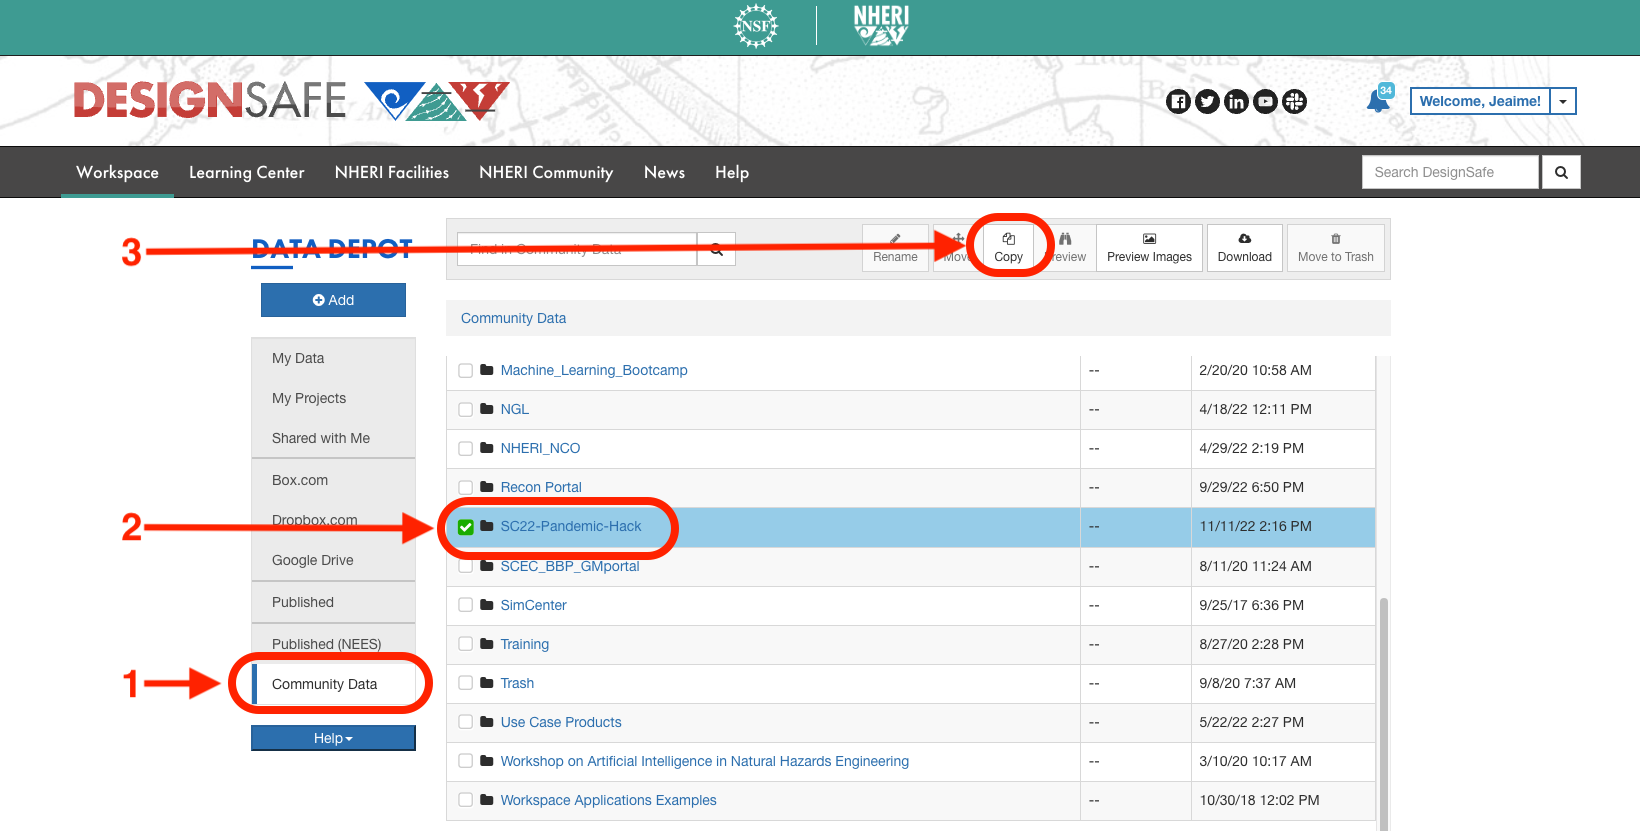 NSF
NHERI
DESIGNSAFE
34
Welcome, Jeaime!
Workspace
Learning Center
NHERI Facilities
NHERI Community
News
Help
Search DesignSafe
3
DATA DEPOT
Find in Community Data
Rename
Move
Copy
Preview
Preview Images
Download
Move to Trash
Add
Community Data
My Data
My Projects
Shared with Me
Box.com
Dropbox.com
Google Drive
Published
Published (NEES)
1
Community Data
Help
Machine_Learning_Bootcamp -- 2/20/20 10:58 AM
NGL -- 4/18/22 12:11 PM
NHERI_NCO -- 4/29/22 2:19 PM
Recon Portal -- 9/29/22 6:50 PM
2
SC22-Pandemic-Hack -- 11/11/22 2:16 PM
SCEC_BBP_GMportal -- 8/11/20 11:24 AM
SimCenter -- 9/25/17 6:36 PM
Training -- 8/27/20 2:28 PM
Trash -- 9/8/20 7:37 AM
Use Case Products -- 5/22/22 2:27 PM
Workshop on Artificial Intelligence in Natural Hazards Engineering -- 3/10/20 10:17 AM
Workspace Applications Examples -- 10/30/18 12:02 PM